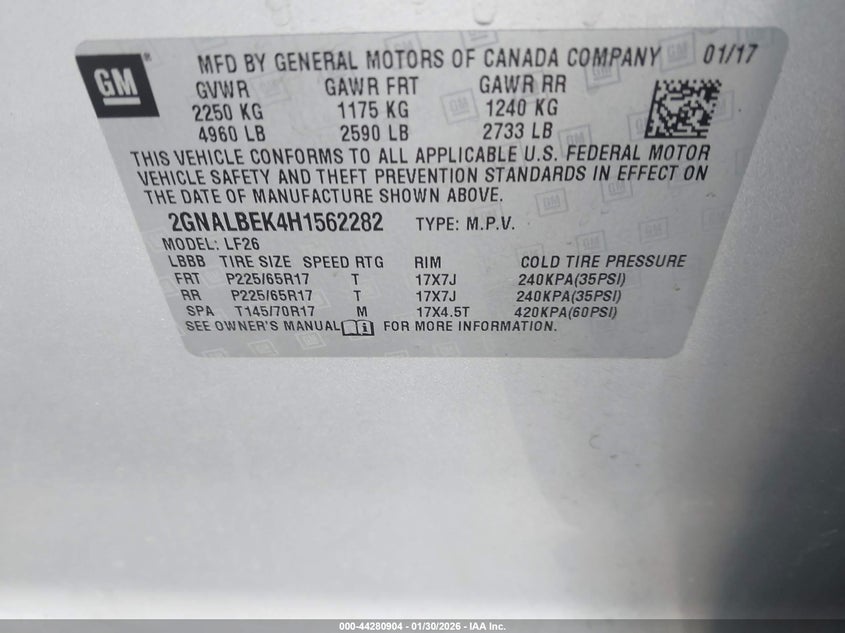 GM ® MFD BY GENERAL MOTORS OF CANADA COMPANY 01/17
GVWR GAWR FRT GAWR RR
2250 KG 1175 KG 1240 KG
4960 LB 2590 LB 2733 LB
THIS VEHICLE CONFORMS TO ALL APPLICABLE U.S. FEDERAL MOTOR
VEHICLE SAFETY AND THEFT PREVENTION STANDARDS IN EFFECT ON
THE DATE OF MANUFACTURE SHOWN ABOVE.
2GNALBEK4H1562282 TYPE: M.P.V.
MODEL: LF26
LBBB TIRE SIZE SPEED RTG RIM COLD TIRE PRESSURE
FRT P225/65R17 T 17X7J 240KPA(35PSI)
RR P225/65R17 T 17X7J 240KPA(35PSI)
SPA T145/70R17 M 17X4.5T 420KPA(60PSI)
SEE OWNER'S MANUAL i FOR MORE INFORMATION.
000-44280904 - 01/30/2026 - IAA Inc.